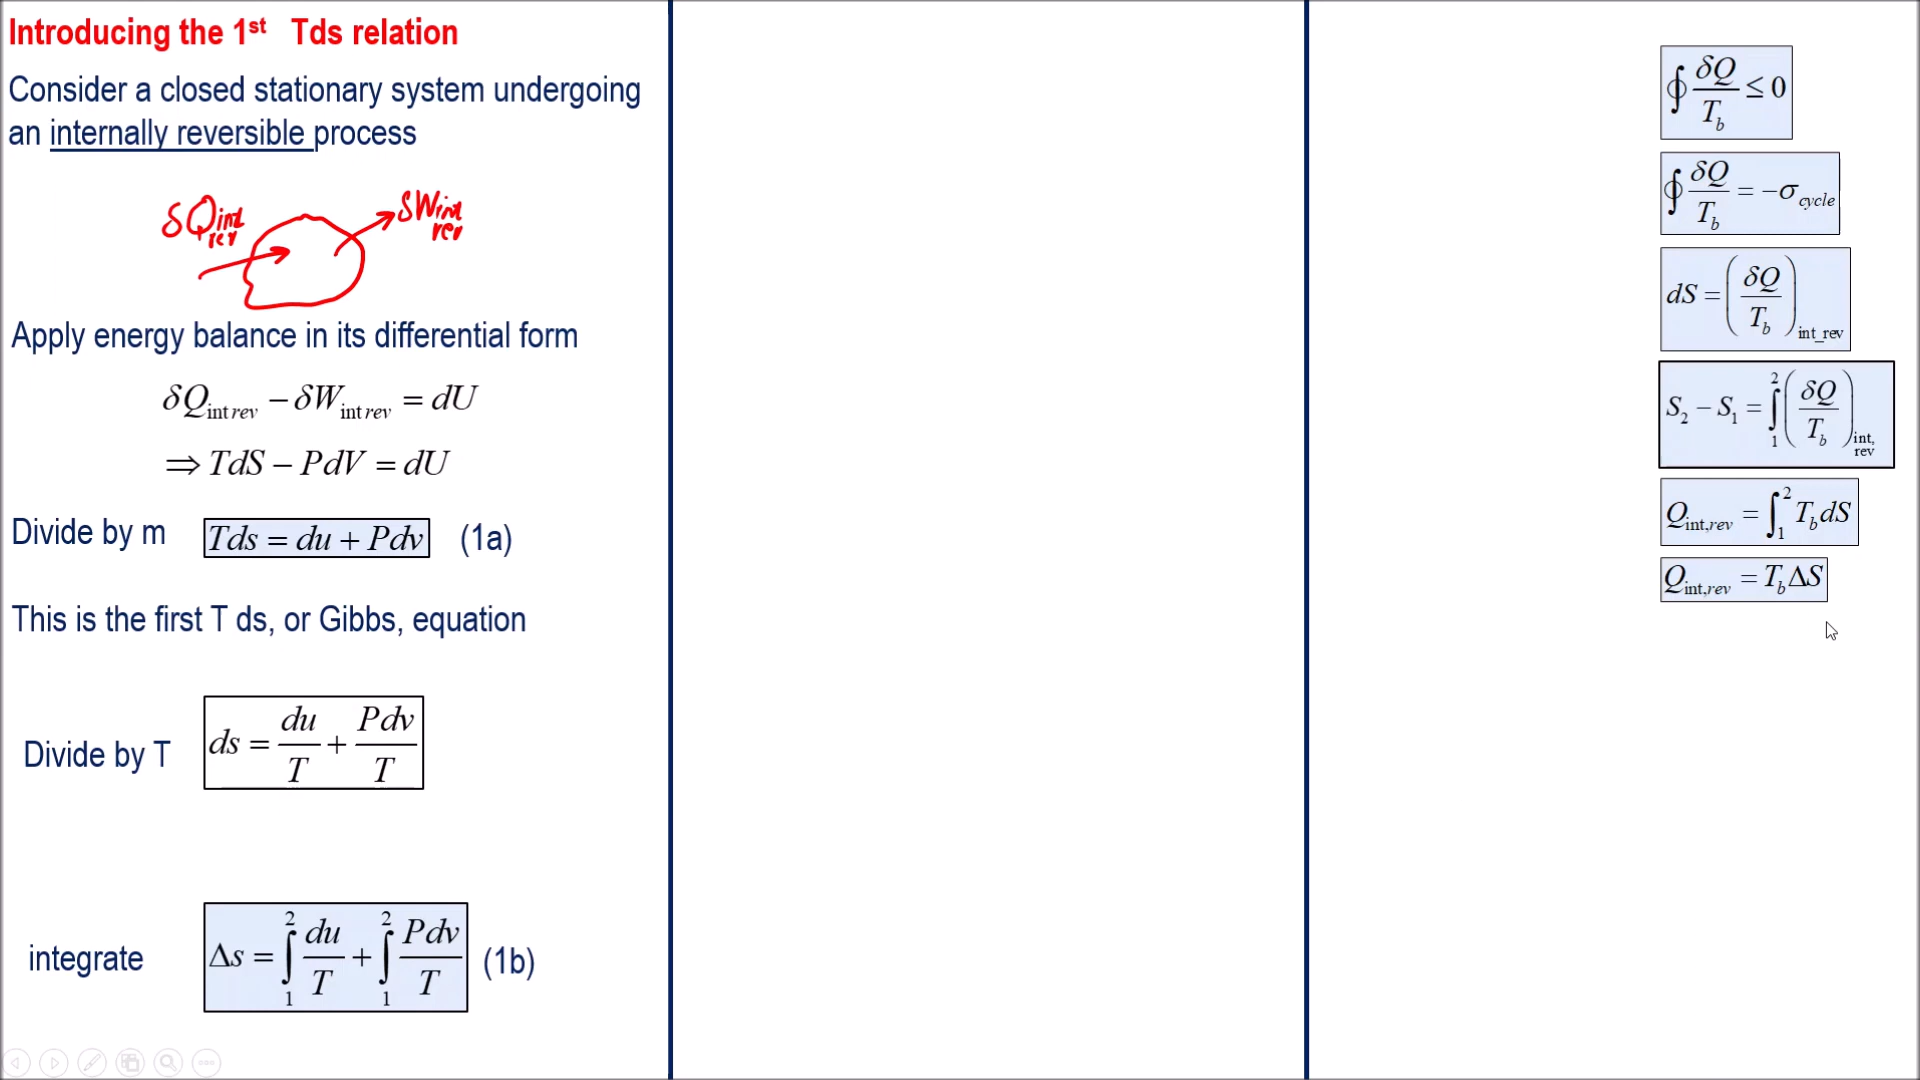 Introducing the 1st Tds relation
Consider a closed stationary system undergoing
an internally reversible process
δQint rev
δWint rev
Apply energy balance in its differential form
δQint rev − δWint rev = dU
⇒ TdS − PdV = dU
Divide by m Tds = du + Pdv (1a)
This is the first T ds, or Gibbs, equation
Divide by T ds = du/T + Pdv/T
integrate Δs = ∫₁² du/T + ∫₁² Pdv/T (1b)
∮ δQ/Tb ≤ 0
∮ δQ/Tb = −σcycle
dS = (δQ/Tb)int_rev
S₂ − S₁ = ∫₁² (δQ/Tb)int, rev
Qint,rev = ∫₁² Tb dS
Qint,rev = Tb ΔS